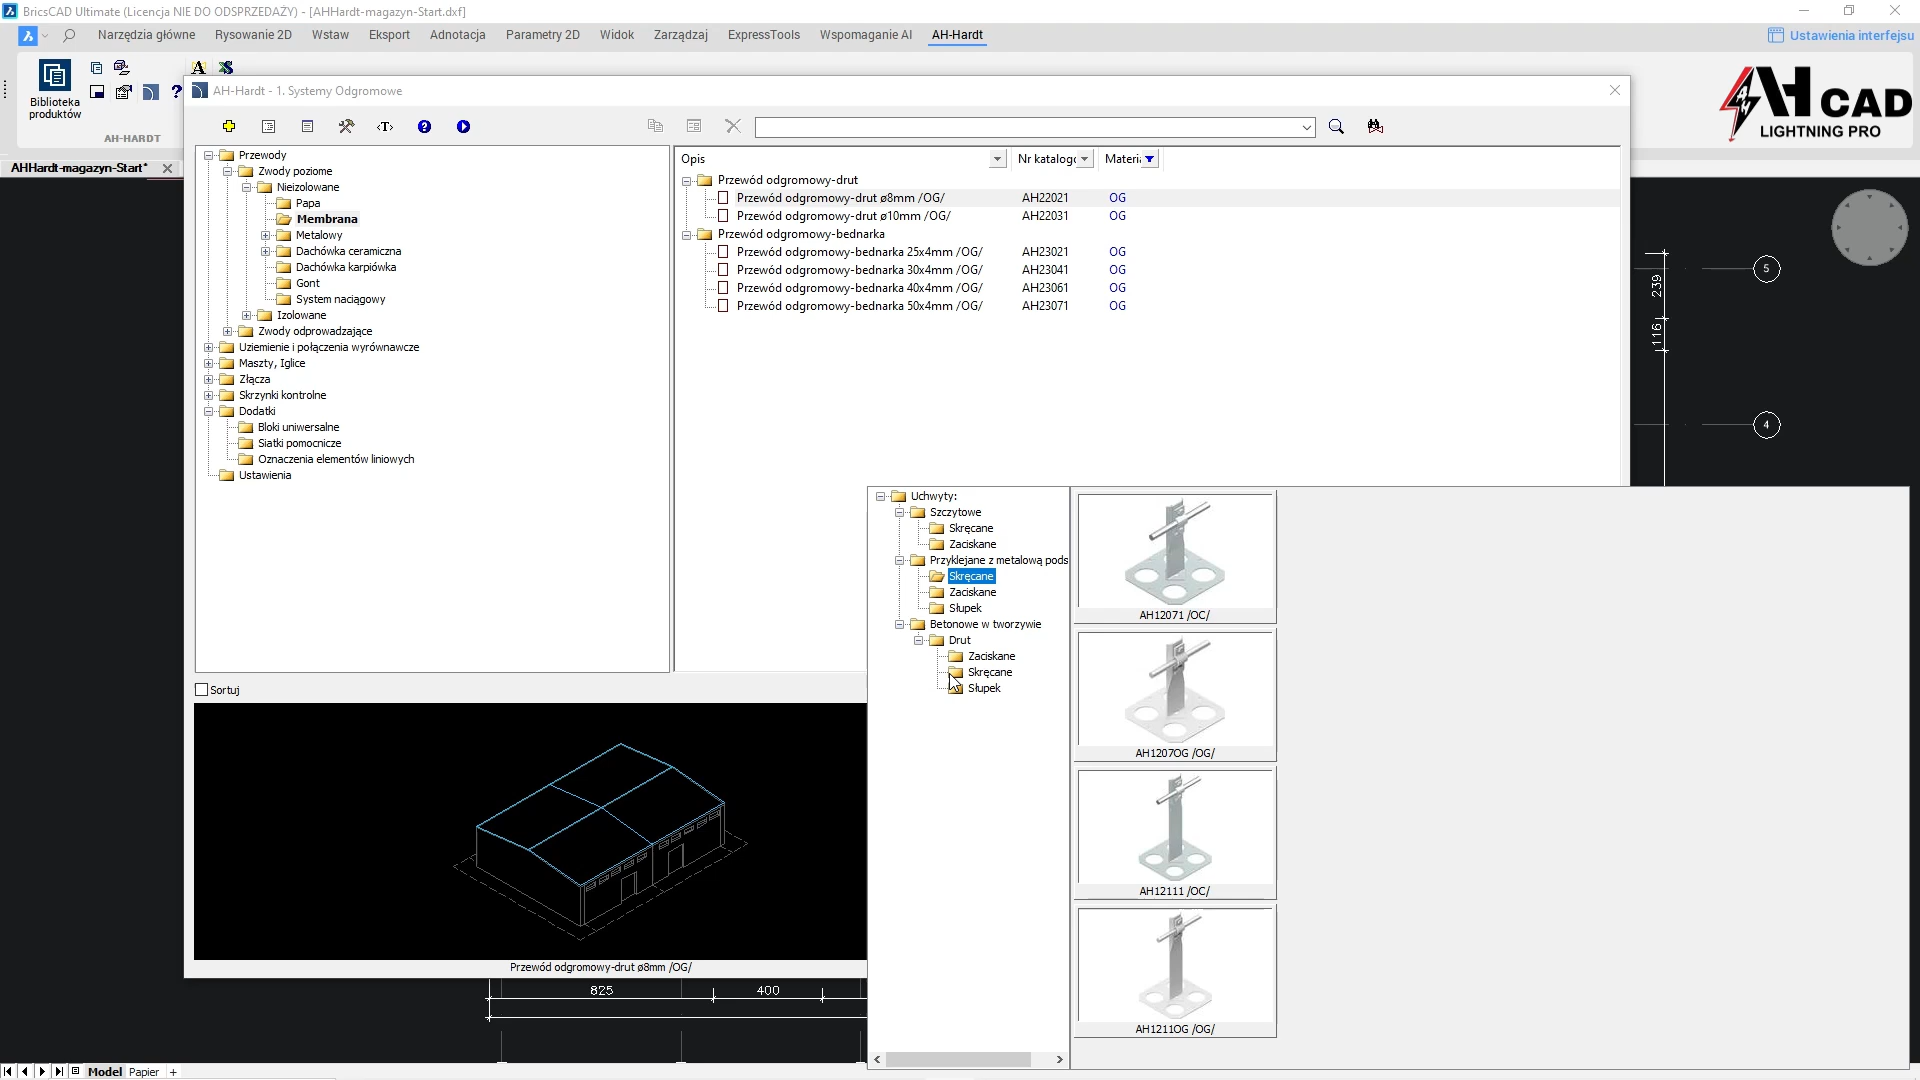 BricsCAD Ultimate (Licencja NIE DO ODSPRZEDAŻY) - [AHHardt-magazyn-Start.dxf]
Narzędzia główne Rysowanie 2D Wstaw Eksport Adnotacja Parametry 2D Widok Zarządzaj ExpressTools Wspomaganie AI AH-Hardt
Ustawienia interfejsu
Biblioteka
produktów
AH-HARDT
AH CAD
LIGHTNING PRO
AHHardt-magazyn-Start*
AH-Hardt - 1. Systemy Odgromowe
Przewody
Zwody poziome
Nieizolowane
Papa
Membrana
Metalowy
Dachówka ceramiczna
Dachówka karpiówka
Gont
System naciągowy
Izolowane
Zwody odprowadzające
Uziemienie i połączenia wyrównawcze
Maszty, Iglice
Złącza
Skrzynki kontrolne
Dodatki
Bloki uniwersalne
Siatki pomocnicze
Oznaczenia elementów liniowych
Ustawienia
Opis Nr katalogo Materia
Przewód odgromowy-drut
Przewód odgromowy-drut ø8mm /OG/ AH22021 OG
Przewód odgromowy-drut ø10mm /OG/ AH22031 OG
Przewód odgromowy-bednarka
Przewód odgromowy-bednarka 25x4mm /OG/ AH23021 OG
Przewód odgromowy-bednarka 30x4mm /OG/ AH23041 OG
Przewód odgromowy-bednarka 40x4mm /OG/ AH23061 OG
Przewód odgromowy-bednarka 50x4mm /OG/ AH23071 OG
Sortuj
Przewód odgromowy-drut ø8mm /OG/
Uchwyty:
Szczytowe
Skręcane
Zaciskane
Przyklejane z metalową pods
Skręcane
Zaciskane
Słupek
Betonowe w tworzywie
Drut
Zaciskane
Skręcane
Słupek
AH12071 /OC/
AH1207OG /OG/
AH12111 /OC/
AH1211OG /OG/
5
239
116
4
825 400
Model Papier +